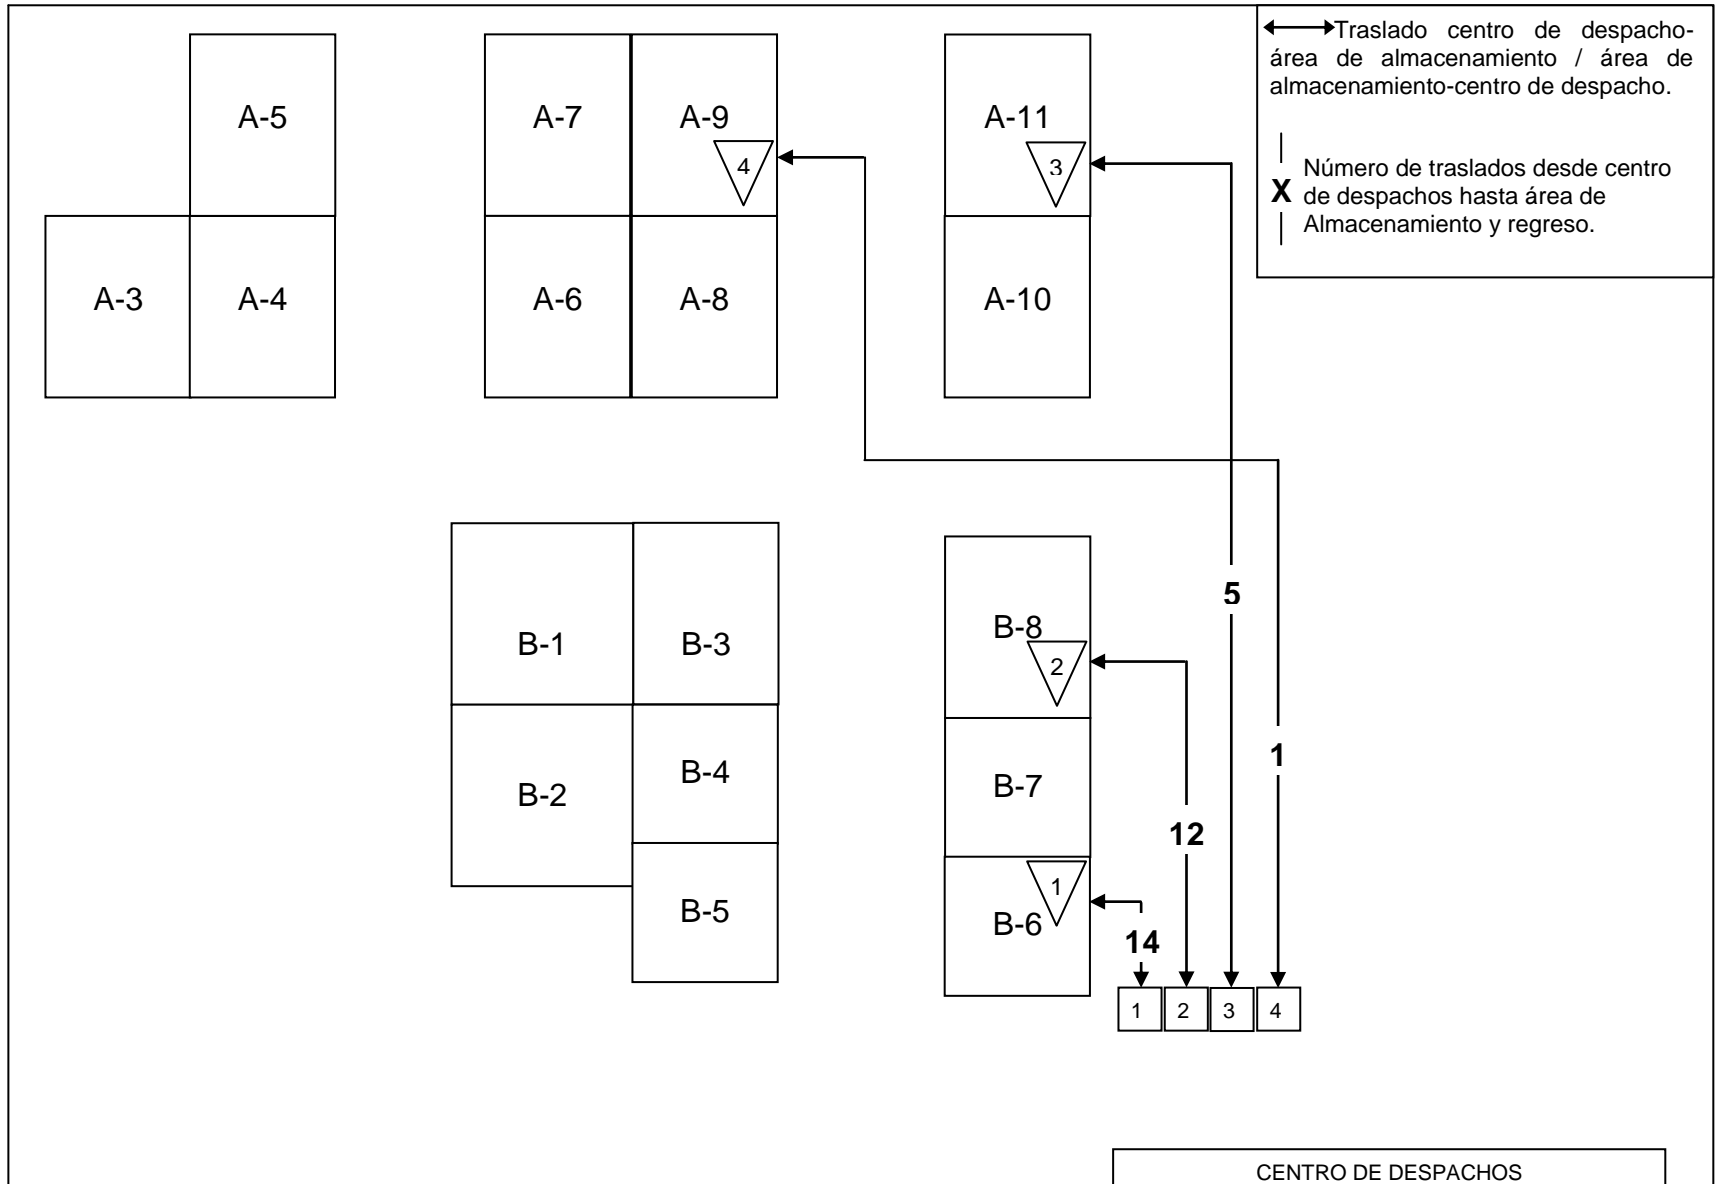 Traslado centro de despacho-
área de almacenamiento / área de
almacenamiento-centro de despacho.
Número de traslados desde centro
X de despachos hasta área de
Almacenamiento y regreso.
A-5
A-7
A-9
A-11
4
3
A-3
A-4
A-6
A-8
A-10
5
B-1
B-3
B-8
2
1
B-2
B-4
B-7
12
1
B-5
B-6
14
1
2
3
4
CENTRO DE DESPACHOS